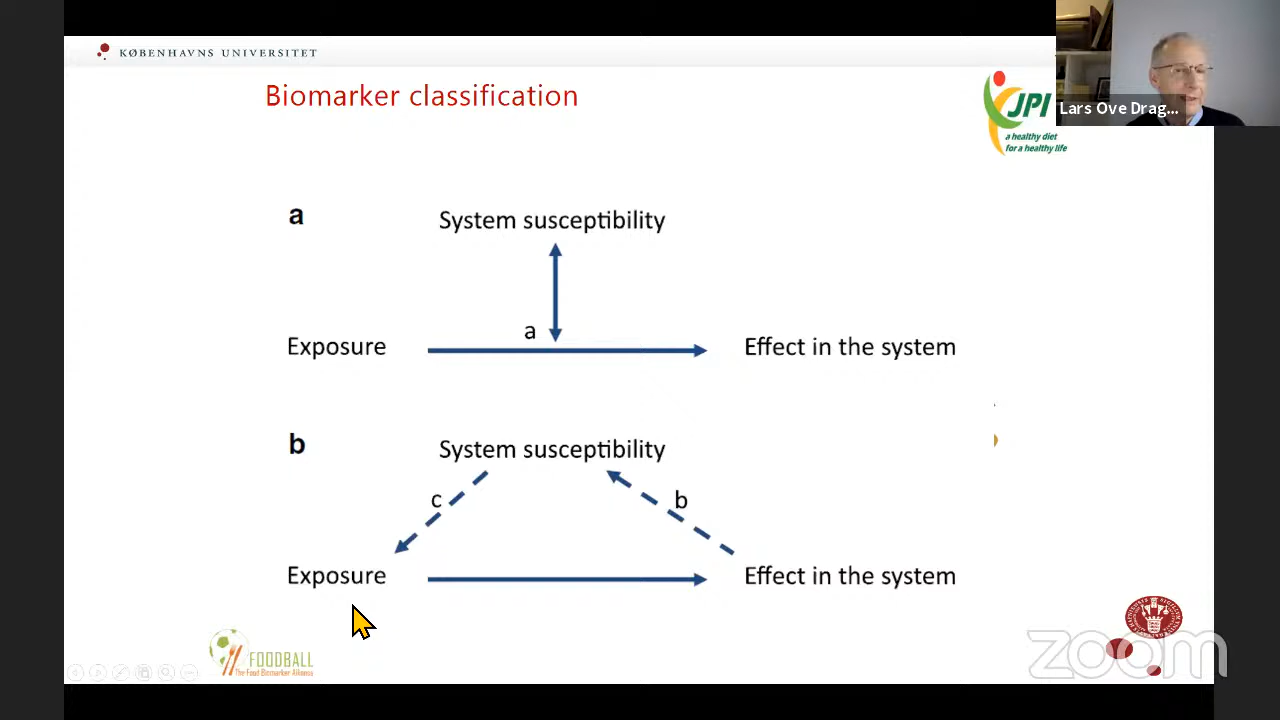 KØBENHAVNS UNIVERSITET
Biomarker classification
JPI
a healthy diet
for a healthy life
Lars Ove Drag...
a
System susceptibility
a
Exposure
Effect in the system
b
System susceptibility
c
b
Exposure
Effect in the system
FOODBALL
The Food Biomarker Alliance
zoom